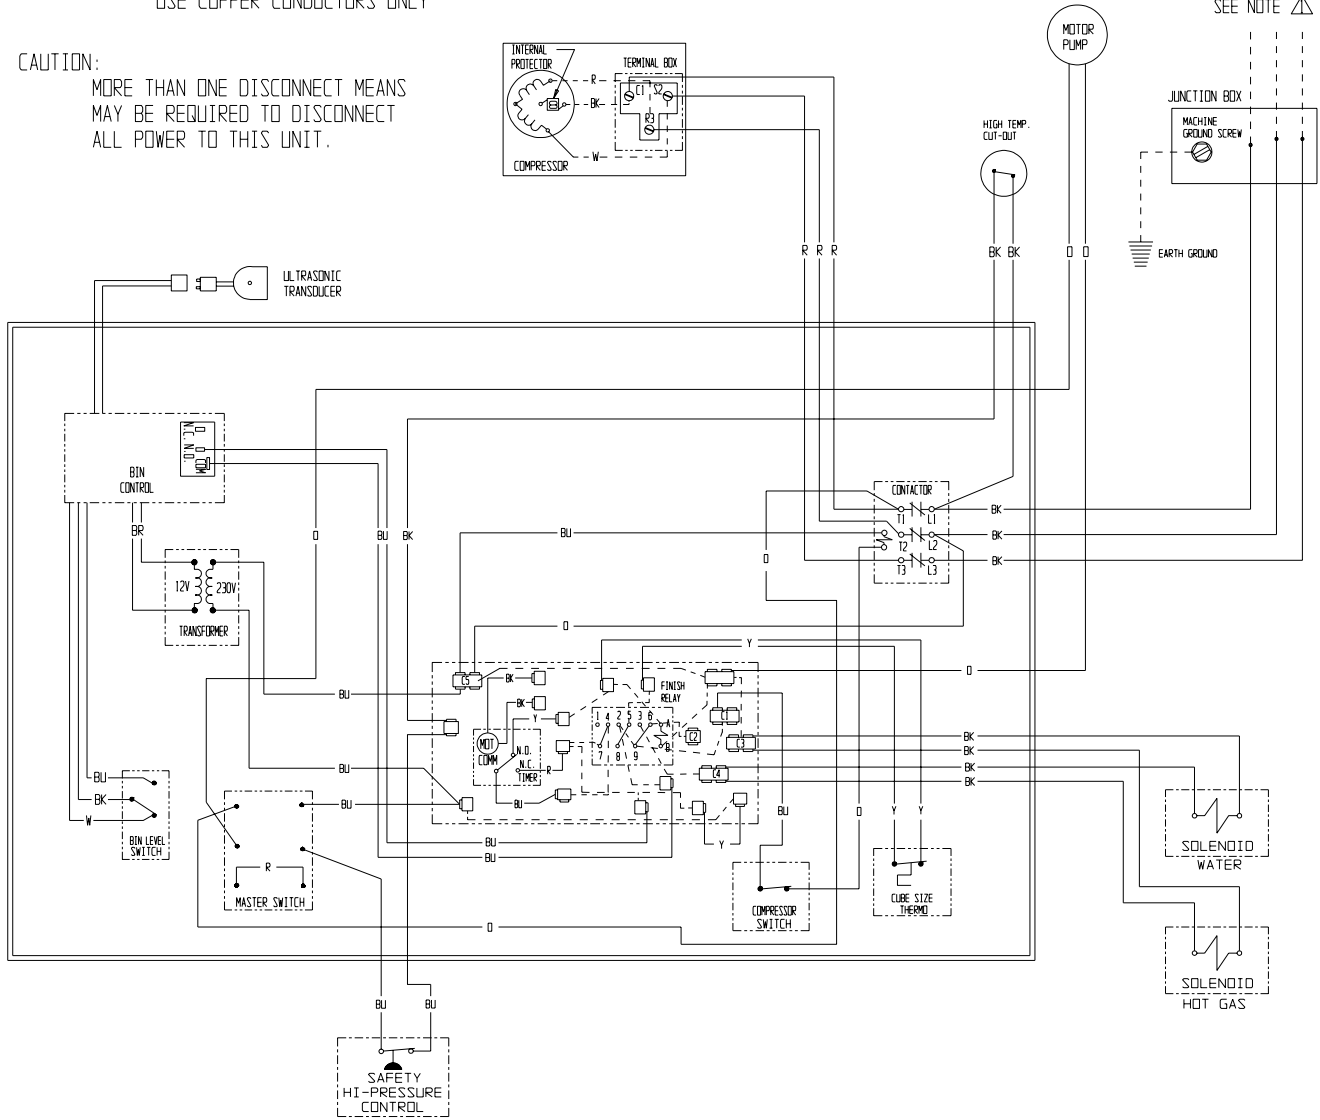 USE COPPER CONDUCTORS ONLY
SEE NOTE
CAUTION:
MORE THAN ONE DISCONNECT MEANS
MAY BE REQUIRED TO DISCONNECT
ALL POWER TO THIS UNIT.
INTERNAL
PROTECTOR
TERMINAL BOX
R
BK
C1 S2
R3
W
COMPRESSOR
MOTOR
PUMP
HIGH TEMP.
CUT-OUT
JUNCTION BOX
MACHINE
GROUND SCREW
EARTH GROUND
R R R
BK BK
O O
ULTRASONIC
TRANSDUCER
N.C. N.O.
BIN
CONTROL
BR
12V 230V
TRANSFORMER
O
BU
BK
BU
CONTACTOR
T1 L1
T2 L2
T3 L3
BK
BK
BK
O
O
Y
O
BU
BU
C5
BK
BK
Y
FINISH
RELAY
1 4 2 5 3 6 A
7 8 9 B
C1
C2
C3
C4
MOT
COMM
N.O.
N.C.
TIMER
R
BU
BK
BK
BK
BK
BU
BK
W
BIN LEVEL
SWITCH
BU
R
MASTER SWITCH
BU
BU
Y
BU
O
Y Y
COMPRESSOR
SWITCH
CUBE SIZE
THERMO
SOLENOID
WATER
SOLENOID
HOT GAS
O
BU BU
SAFETY
HI-PRESSURE
CONTROL